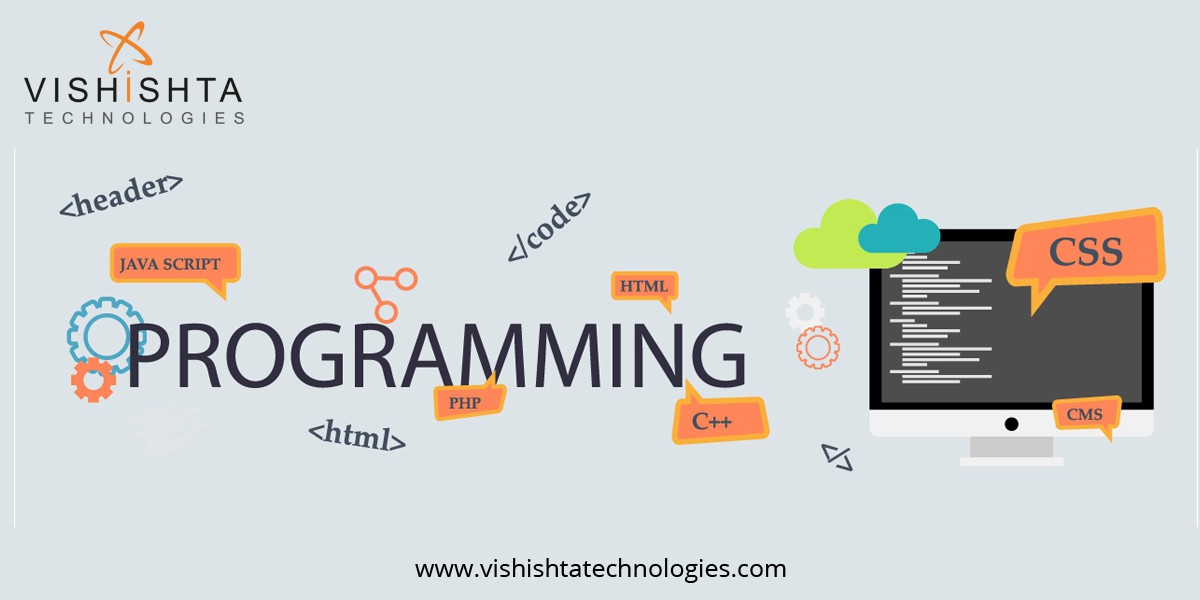 VISHiSHTA
TECHNOLOGIES
<header>
</code>
JAVA SCRIPT
CSS
HTML
PROGRAMMING
PHP
C++
CMS
<html>
</>
www.vishishtatechnologies.com